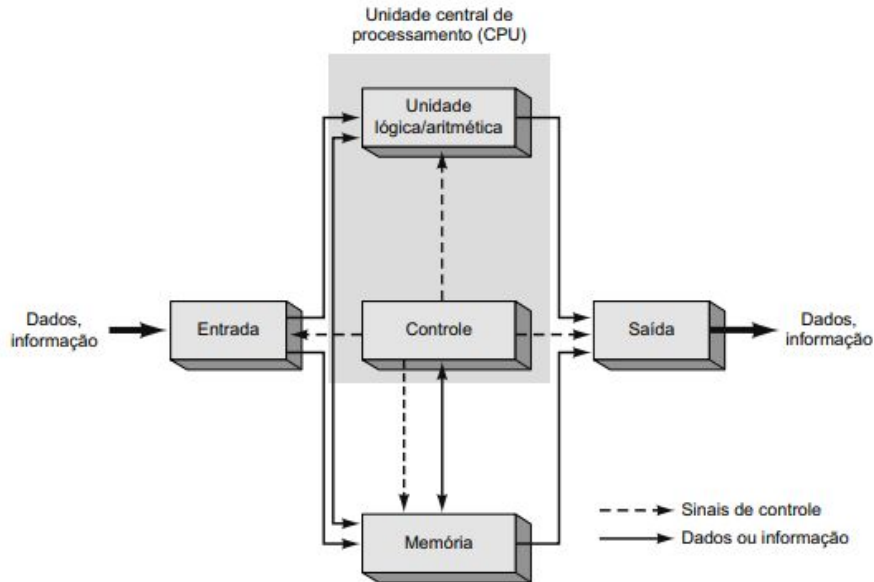 Unidade central de
processamento (CPU)
Unidade
lógica/aritmética
Dados,
informação
Entrada
Controle
Saída
Dados,
informação
Memória
Sinais de controle
Dados ou informação